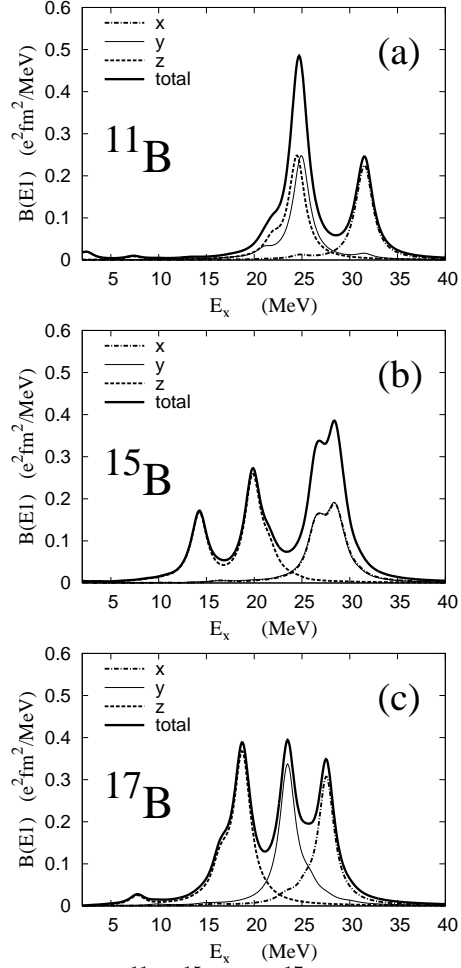 0.6
0.5
0.4
0.3
0.2
0.1
0
B(E1) (e²fm²/MeV)
x
y
z
total
(a)
¹¹B
5 10 15 20 25 30 35 40
Eₓ (MeV)
0.6
0.5
0.4
0.3
0.2
0.1
0
B(E1) (e²fm²/MeV)
x
y
z
total
(b)
¹⁵B
5 10 15 20 25 30 35 40
Eₓ (MeV)
0.6
0.5
0.4
0.3
0.2
0.1
0
B(E1) (e²fm²/MeV)
x
y
z
total
(c)
¹⁷B
5 10 15 20 25 30 35 40
Eₓ (MeV)